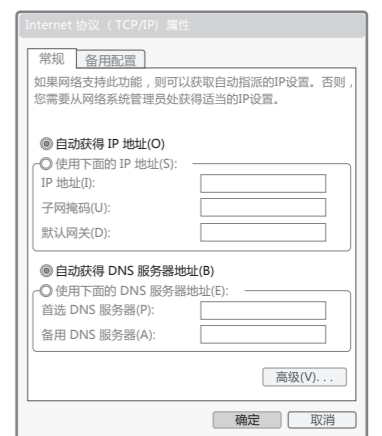 Internet 协议 （TCP/IP) 属性
常规
备用配置
如果网络支持此功能，则可以获取自动指派的IP设置。否则，
您需要从网络系统管理员处获得适当的IP设置。
自动获得 IP 地址(O)
使用下面的 IP 地址(S):
IP 地址(I):
子网掩码(U):
默认网关(D):
自动获得 DNS 服务器地址(B)
使用下面的 DNS 服务器地址(E):
首选 DNS 服务器(P):
备用 DNS 服务器(A):
高级(V). . .
确定
取消